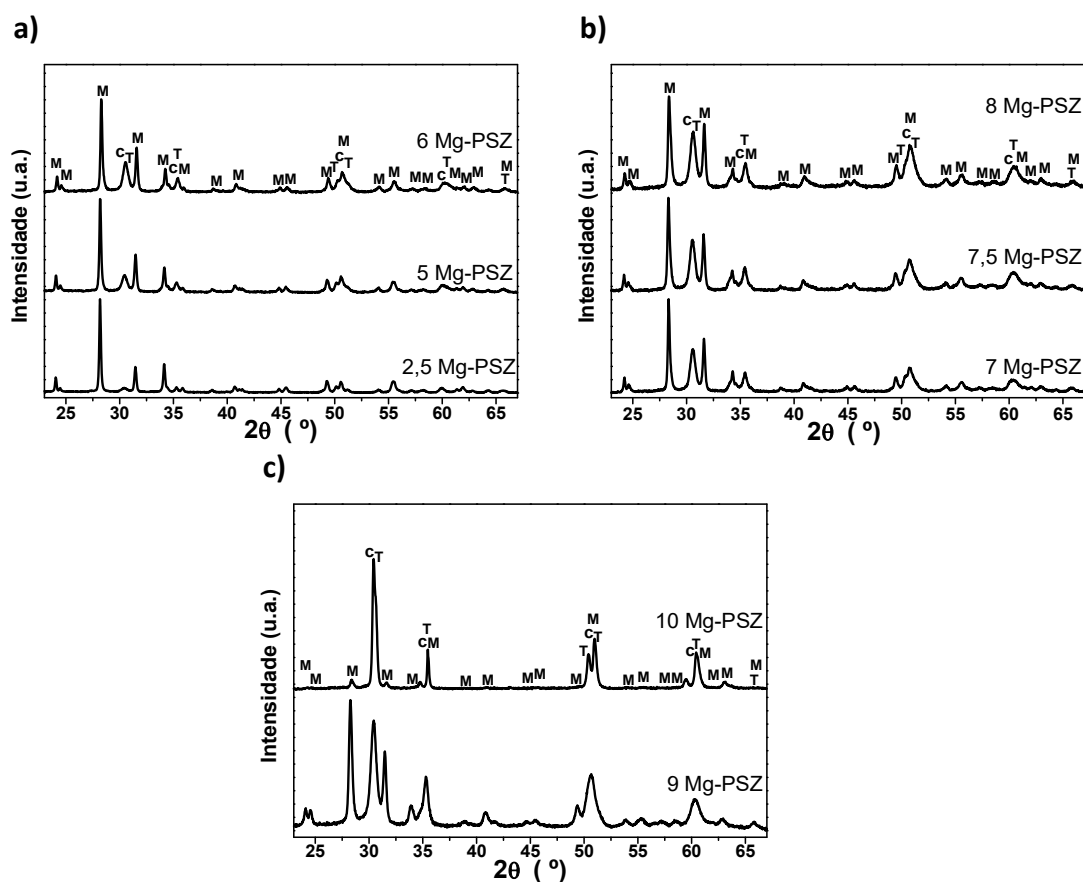 a)
M
M
6 Mg-PSZ
M
M
M
C T
M
T
C M
M
M
M M
M T
C T
M
M
M M
T
C M
M M
M
T
5 Mg-PSZ
2,5 Mg-PSZ
Intensidade (u.a.)
25 30 35 40 45 50 55 60 65
2θ ( º)
b)
M
8 Mg-PSZ
M
M
C T
M
M
M
T
C M
M
M
M M
M T
M
C T
M
M
M M
T
C M
M M
M
T
7,5 Mg-PSZ
7 Mg-PSZ
Intensidade (u.a.)
25 30 35 40 45 50 55 60 65
2θ ( º)
c)
C T
10 Mg-PSZ
M
M
M
M
M
T
C M
M
M
M M
M
T
M
C T
M
M
M M
T
C M
M M
M
T
9 Mg-PSZ
Intensidade (u.a.)
25 30 35 40 45 50 55 60 65
2θ ( º)